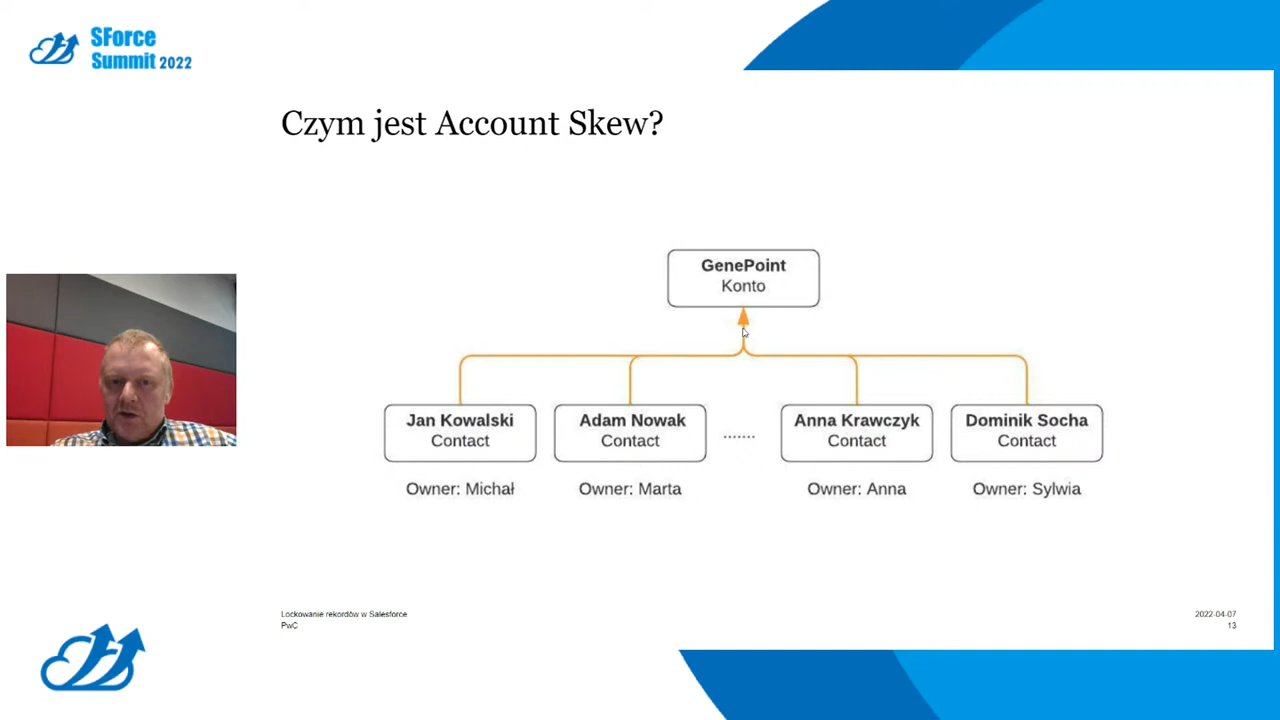 SForce
Summit 2022
Czym jest Account Skew?
GenePoint
Konto
Jan Kowalski
Contact
Adam Nowak
Contact
.......
Anna Krawczyk
Contact
Dominik Socha
Contact
Owner: Michał
Owner: Marta
Owner: Anna
Owner: Sylwia
Lockowanie rekordów w Salesforce
PwC
2022-04-07
13